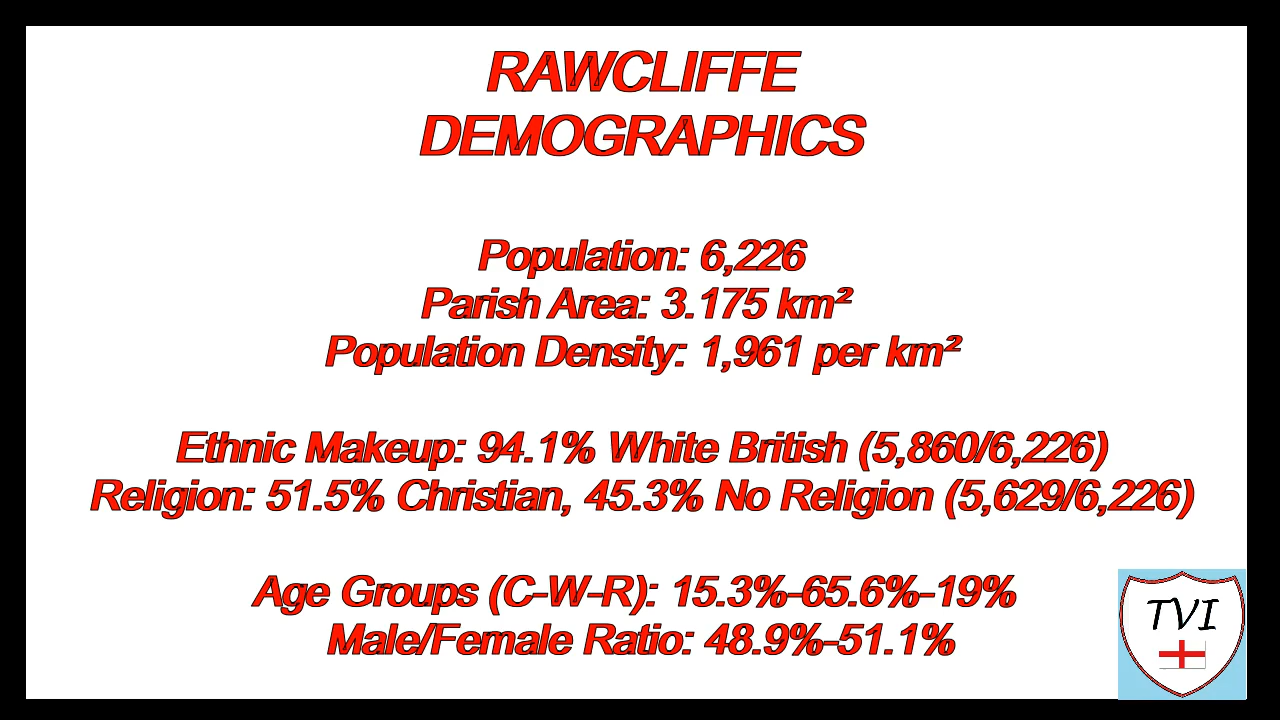 RAWCLIFFE
DEMOGRAPHICS
Population: 6,226
Parish Area: 3.175 km²
Population Density: 1,961 per km²
Ethnic Makeup: 94.1% White British (5,860/6,226)
Religion: 51.5% Christian, 45.3% No Religion (5,629/6,226)
Age Groups (C-W-R): 15.3%-65.6%-19%
Male/Female Ratio: 48.9%-51.1%
TVI